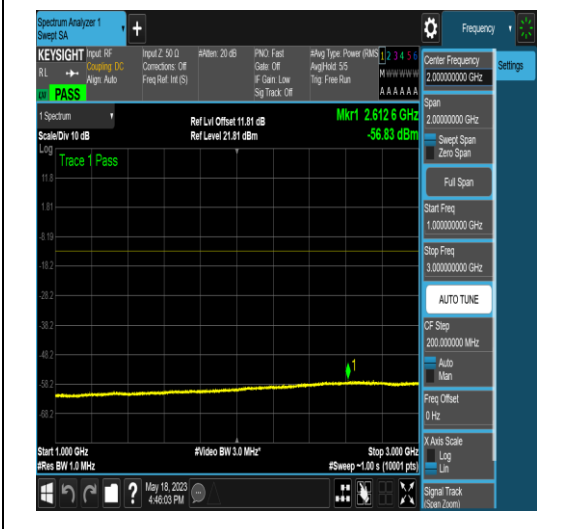 Spectrum Analyzer 1
Swept SA
Frequency
KEYSIGHT
RL
PASS
Input: RF
Coupling: DC
Align: Auto
Input Z: 50 Ω
Corrections: Off
Freq Ref: Int (S)
#Atten: 20 dB
PNO: Fast
Gate: Off
IF Gain: Low
Sig Track: Off
#Avg Type: Power (RMS
Avg|Hold: 5/5
Trig: Free Run
1 2 3 4 5 6
M w w w w w
A A A A A A
Center Frequency
2.000000000 GHz
Settings
Span
2.00000000 GHz
Swept Span
Zero Span
Full Span
Start Freq
1.000000000 GHz
Stop Freq
3.000000000 GHz
AUTO TUNE
CF Step
200.000000 MHz
Auto
Man
Freq Offset
0 Hz
X Axis Scale
Log
Lin
Signal Track
(Span Zoom)
1 Spectrum
Scale/Div 10 dB
Log
Ref Lvl Offset 11.81 dB
Ref Level 21.81 dBm
Mkr1 2.612 6 GHz
-56.83 dBm
Trace 1 Pass
11.8
1.81
-8.19
-18.2
-28.2
-38.2
-48.2
-58.2
-68.2
1
Start 1.000 GHz
#Res BW 1.0 MHz
#Video BW 3.0 MHz*
Stop 3.000 GHz
#Sweep ~1.00 s (10001 pts)
May 18, 2023
4:46:03 PM